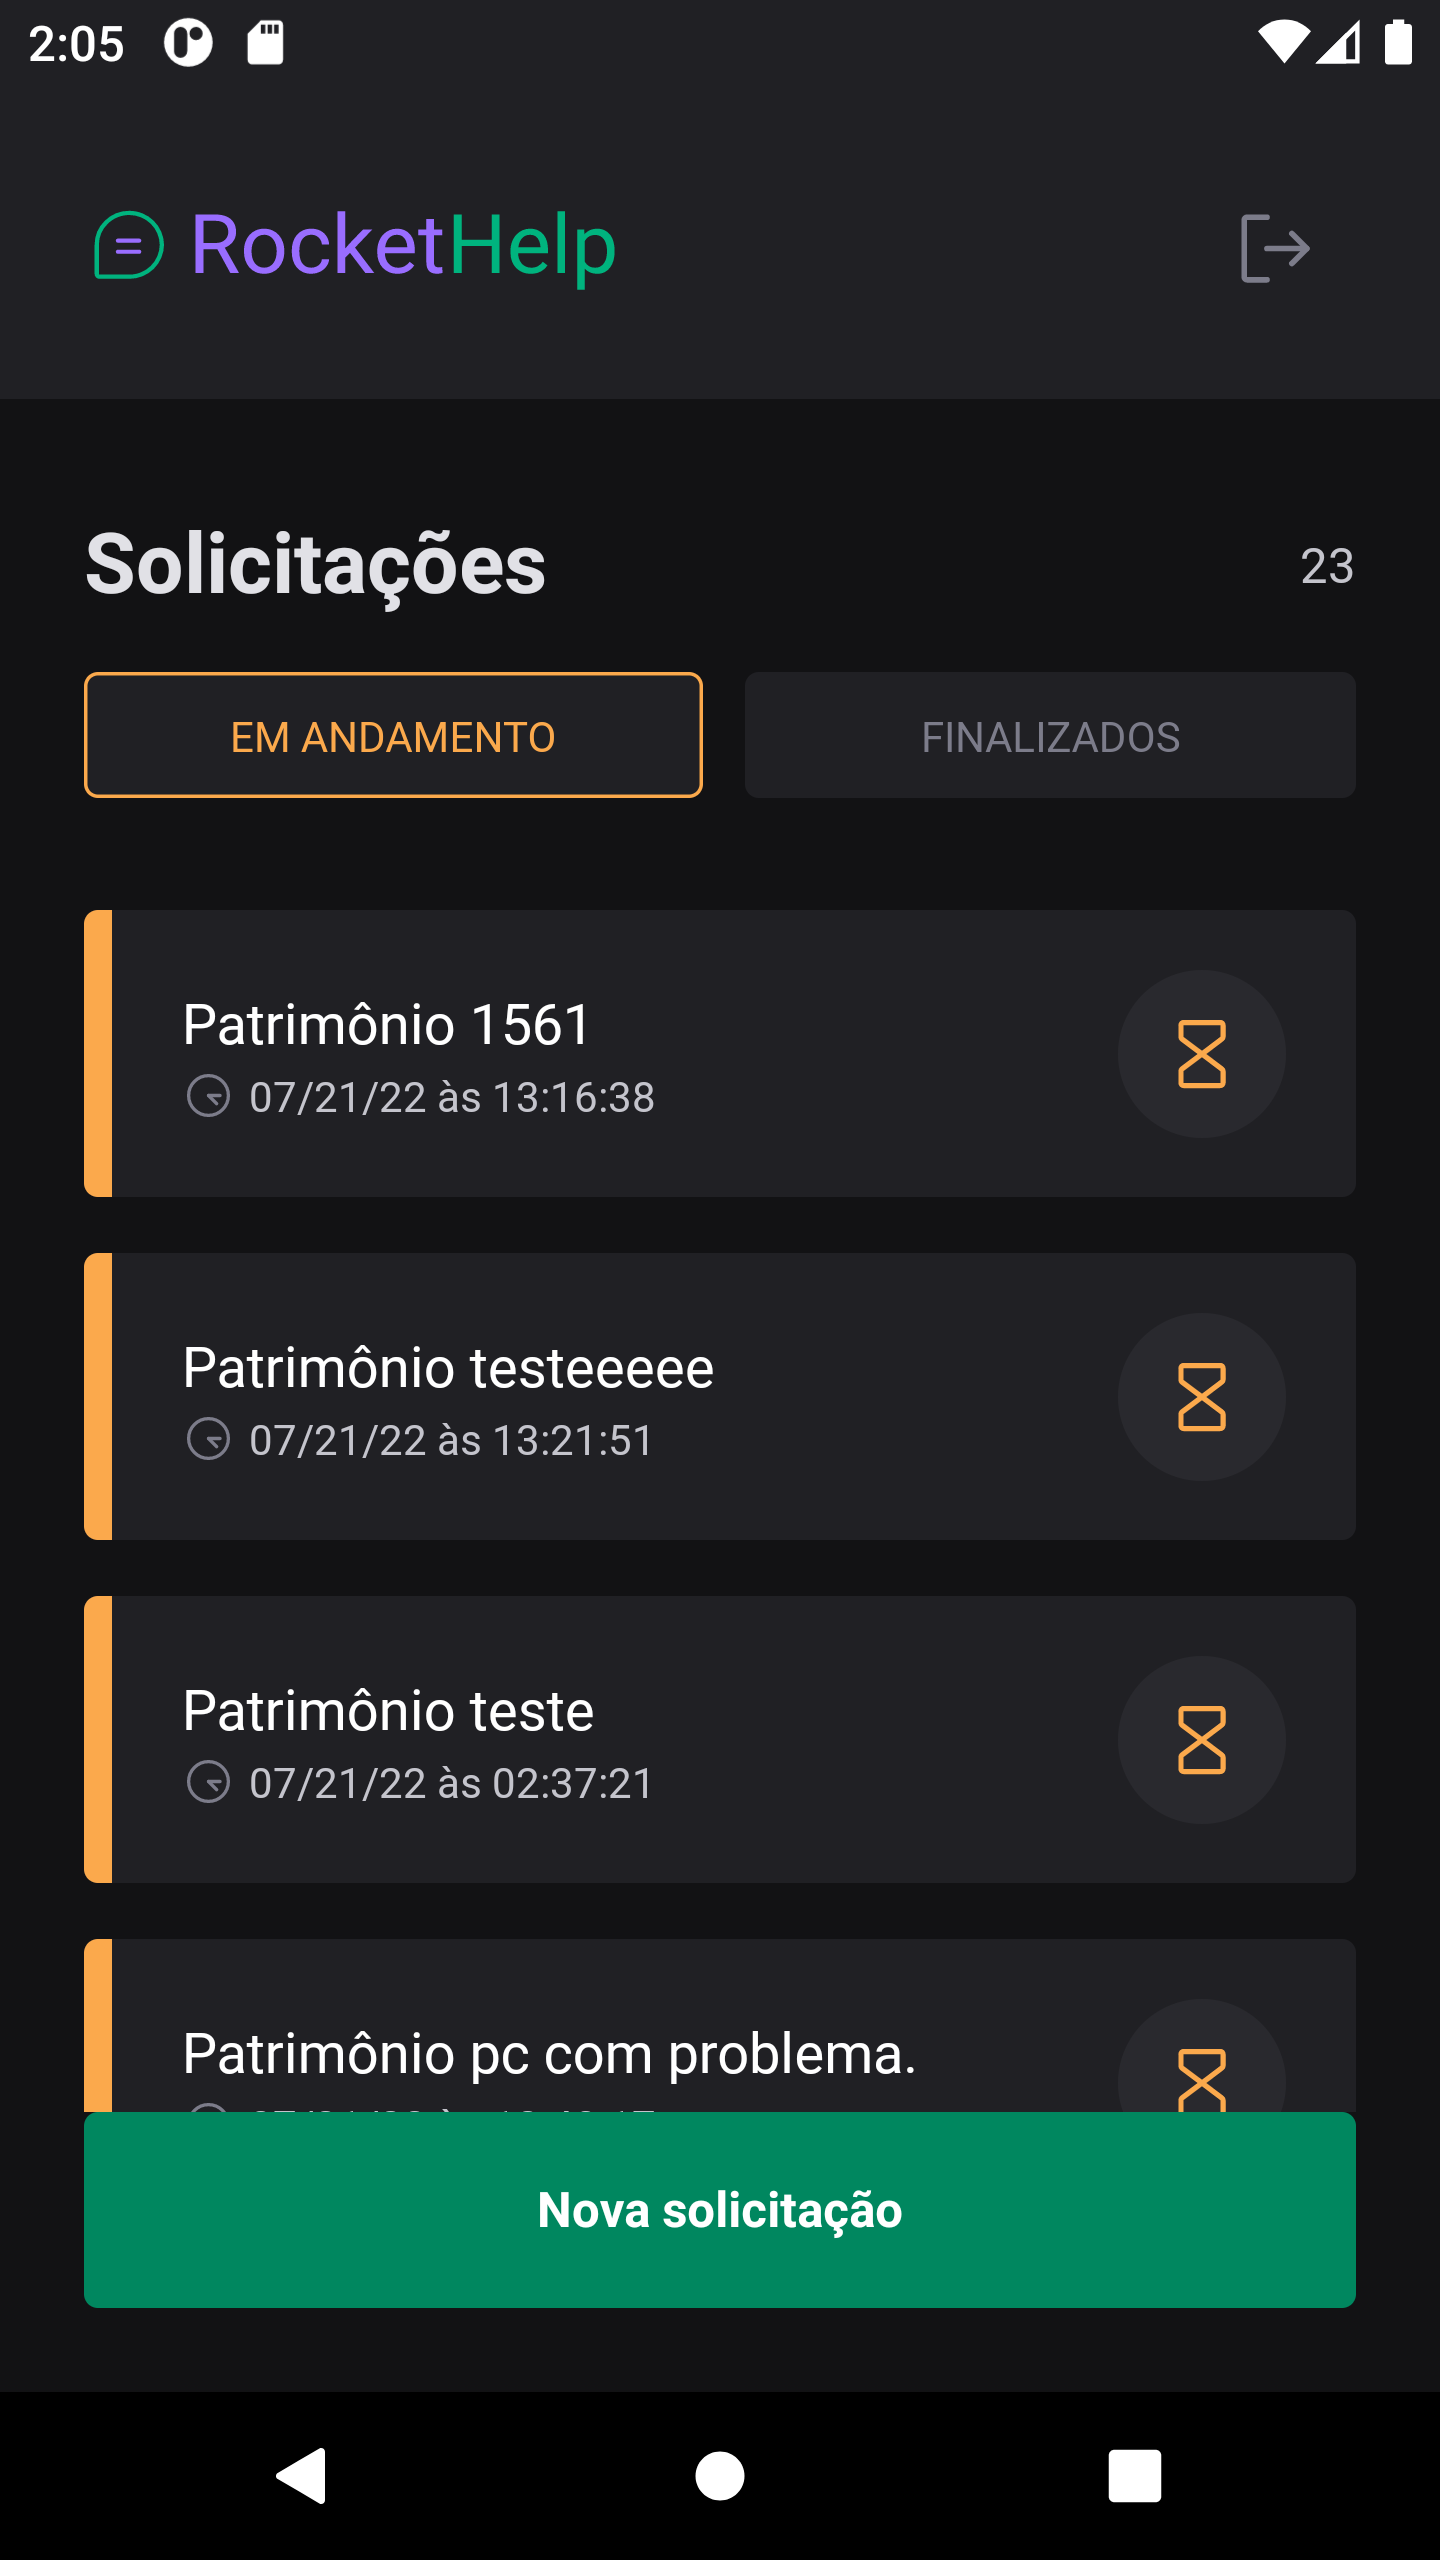 2:05
RocketHelp
Solicitações
23
EM ANDAMENTO
FINALIZADOS
Patrimônio 1561
07/21/22 às 13:16:38
Patrimônio testeeeee
07/21/22 às 13:21:51
Patrimônio teste
07/21/22 às 02:37:21
Patrimônio pc com problema.
Nova solicitação